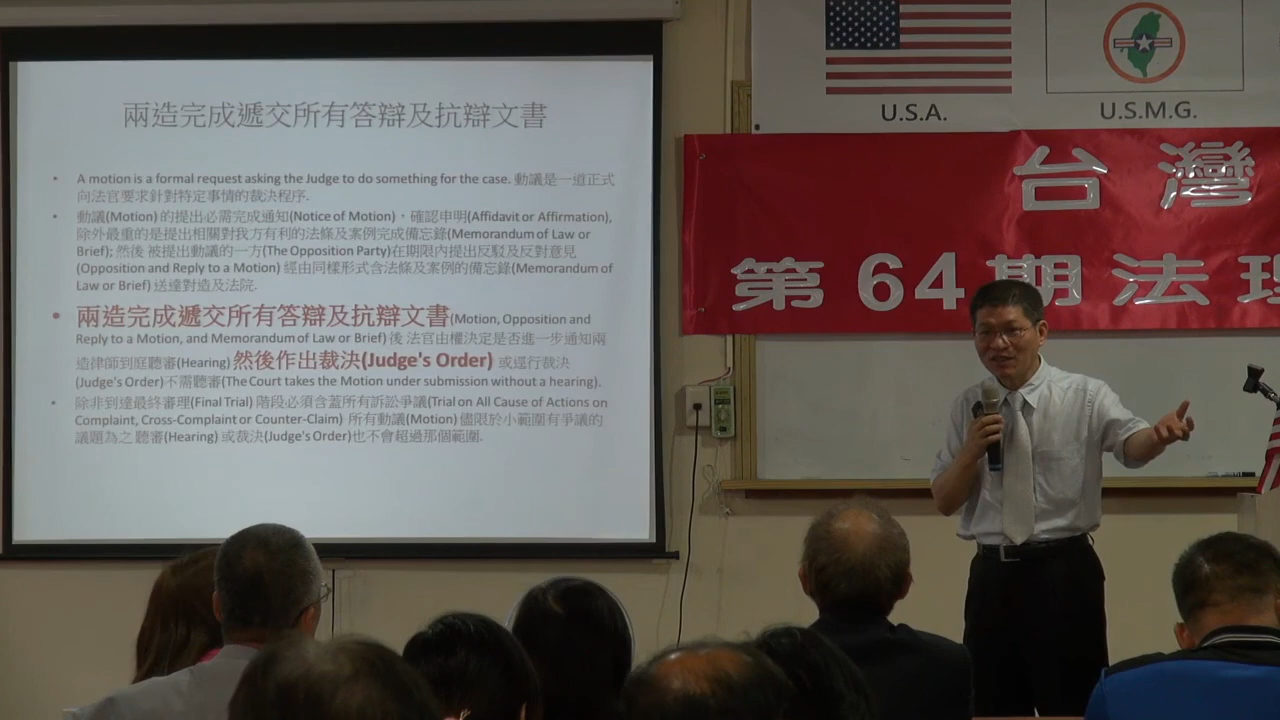 兩造完成遞交所有答辯及抗辯文書
• A motion is a formal request asking the Judge to do something for the case. 動議是一道正式
向法官要求針對特定事情的裁決程序.
• 動議(Motion) 的提出必需完成通知(Notice of Motion)，確認申明(Affidavit or Affirmation),
除外最重的是提出相關對我方有利的法條及案例完成備忘錄(Memorandum of Law or
Brief); 然後 被提出動議的一方(The Opposition Party)在期限內提出反駁及反對意見
(Opposition and Reply to a Motion) 經由同樣形式含法條及案例的備忘錄(Memorandum of
Law or Brief) 送達對造及法院.
• 兩造完成遞交所有答辯及抗辯文書(Motion, Opposition and
Reply to a Motion, and Memorandum of Law or Brief) 後 法官由權決定是否進一步通知兩
造律師到庭聽審(Hearing) 然後作出裁決(Judge's Order) 或逕行裁決
(Judge's Order)不需聽審(The Court takes the Motion under submission without a hearing).
• 除非到達最終審理(Final Trial) 階段必須含蓋所有訴訟爭議(Trial on All Cause of Actions on
Complaint, Cross-Complaint or Counter-Claim) 所有動議(Motion) 儘限於小範圍有爭議的
議題為之 聽審(Hearing) 或裁決(Judge's Order)也不會超過那個範圍.
U.S.A.
U.S.M.G.
台灣
第64期法理